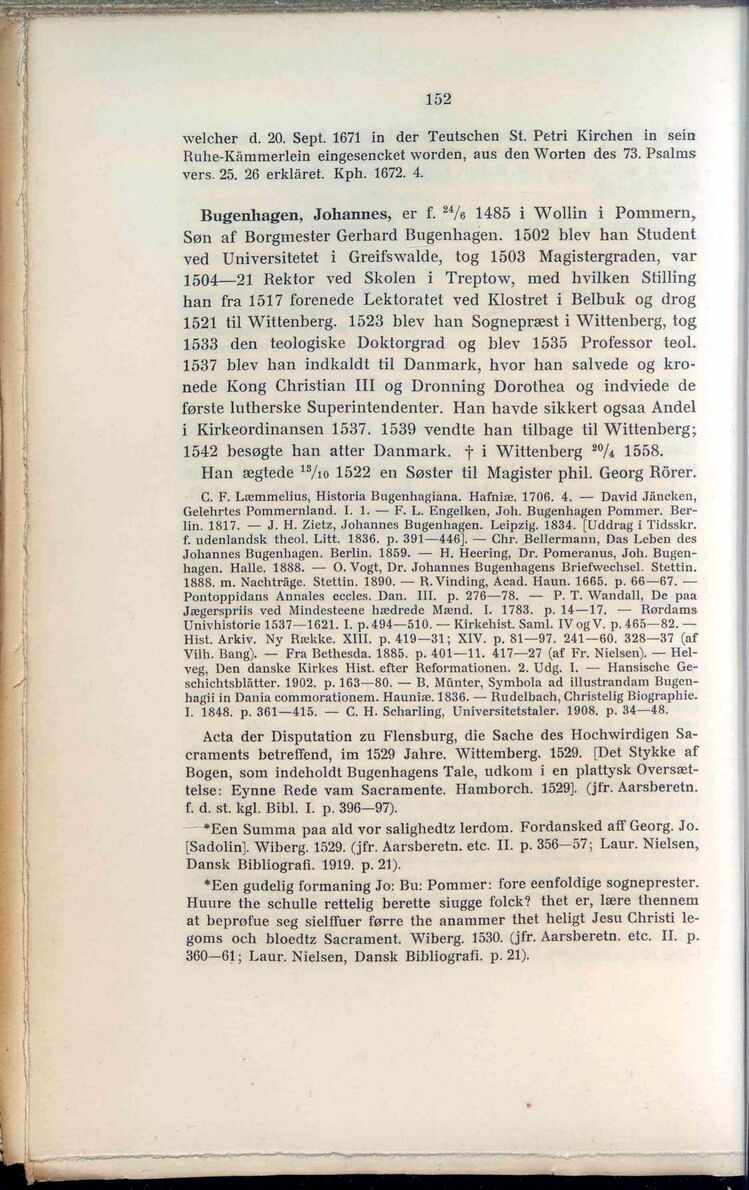 152
welcher d. 20. Sept. 1671 in der Teutschen St. Petri Kirchen in sein
Ruhe-Kämmerlein eingesencket worden, aus den Worten des 73. Psalms
vers. 25. 26 erkläret. Kph. 1672. 4.
Bugenhagen, Johannes, er f. ²⁴/₆ 1485 i Wollin i Pommern,
Søn af Borgmester Gerhard Bugenhagen. 1502 blev han Student
ved Universitetet i Greifswalde, tog 1503 Magistergraden, var
1504—21 Rektor ved Skolen i Treptow, med hvilken Stilling
han fra 1517 forenede Lektoratet ved Klostret i Belbuk og drog
1521 til Wittenberg. 1523 blev han Sognepræst i Wittenberg, tog
1533 den teologiske Doktorgrad og blev 1535 Professor teol.
1537 blev han indkaldt til Danmark, hvor han salvede og kro-
nede Kong Christian III og Dronning Dorothea og indviede de
første lutherske Superintendenter. Han havde sikkert ogsaa Andel
i Kirkeordinansen 1537. 1539 vendte han tilbage til Wittenberg;
1542 besøgte han atter Danmark. † i Wittenberg ²⁰/₄ 1558.
Han ægtede ¹³/₁₀ 1522 en Søster til Magister phil. Georg Rörer.
C. F. Læmmelius, Historia Bugenhagiana. Hafniæ. 1706. 4. — David Jäncken,
Gelehrtes Pommernland. I. 1. — F. L. Engelken, Joh. Bugenhagen Pommer. Ber-
lin. 1817. — J. H. Zietz, Johannes Bugenhagen. Leipzig. 1834. [Uddrag i Tidsskr.
f. udenlandsk theol. Litt. 1836. p. 391—446]. — Chr. Bellermann, Das Leben des
Johannes Bugenhagen. Berlin. 1859. — H. Heering, Dr. Pomeranus, Joh. Bugen-
hagen. Halle. 1888. — O. Vogt, Dr. Johannes Bugenhagens Briefwechsel. Stettin.
1888. m. Nachträge. Stettin. 1890. — R. Vinding, Acad. Haun. 1665. p. 66—67. —
Pontoppidans Annales eccles. Dan. III. p. 276—78. — P. T. Wandall, De paa
Jægerspriis ved Mindesteene hædrede Mænd. I. 1783. p. 14—17. — Rørdams
Univhistorie 1537—1621. I. p. 494—510. — Kirkehist. Saml. IV og V. p. 465—82. —
Hist. Arkiv. Ny Række. XIII. p. 419—31; XIV. p. 81—97. 241—60. 328—37 (af
Vilh. Bang). — Fra Bethesda. 1885. p. 401—11. 417—27 (af Fr. Nielsen). — Hel-
veg, Den danske Kirkes Hist. efter Reformationen. 2. Udg. I. — Hansische Ge-
schichtsblätter. 1902. p. 163—80. — B. Münter, Symbola ad illustrandam Bugen-
hagii in Dania commorationem. Hauniæ. 1836. — Rudelbach, Christelig Biographie.
I. 1848. p. 361—415. — C. H. Scharling, Universitetstaler. 1908. p. 34—48.
Acta der Disputation zu Flensburg, die Sache des Hochwirdigen Sa-
craments betreffend, im 1529 Jahre. Wittemberg. 1529. [Det Stykke af
Bogen, som indeholdt Bugenhagens Tale, udkom i en plattysk Oversæt-
telse: Eynne Rede vam Sacramente. Hamborch. 1529]. (jfr. Aarsberetn.
f. d. st. kgl. Bibl. I. p. 396—97).
*Een Summa paa ald vor salighedtz lerdom. Fordansked aff Georg. Jo.
[Sadolin]. Wiberg. 1529. (jfr. Aarsberetn. etc. II. p. 356—57; Laur. Nielsen,
Dansk Bibliografi. 1919. p. 21).
*Een gudelig formaning Jo: Bu: Pommer: fore eenfoldige sogneprester.
Huure the schulle rettelig berette siugge folck? thet er, lære thennem
at beprøfue seg sielffuer førre the anammer thet heligt Jesu Christi le-
goms och bloedtz Sacrament. Wiberg. 1530. (jfr. Aarsberetn. etc. II. p.
360—61; Laur. Nielsen, Dansk Bibliografi. p. 21).